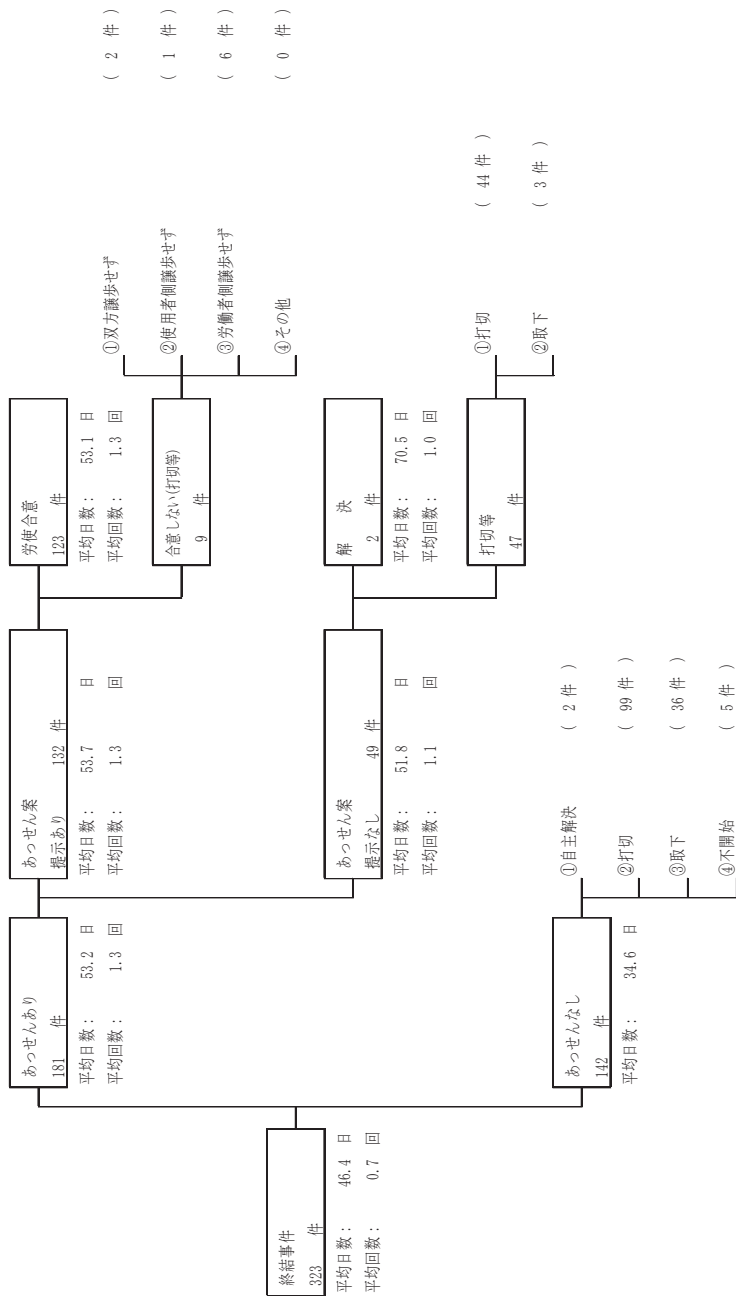 終結事件
323 件
平均日数： 46.4 日
平均回数： 0.7 回
あっせんあり
181 件
平均日数： 53.2 日
平均回数： 1.3 回
あっせん案
提示あり 132 件
平均日数： 53.7 日
平均回数： 1.3 回
労使合意
123 件
平均日数： 53.1 日
平均回数： 1.3 回
合意しない(打切等)
9 件
①双方譲歩せず ( 2 件 )
②使用者側譲歩せず ( 1 件 )
③労働者側譲歩せず ( 6 件 )
④その他 ( 0 件 )
あっせん案
提示なし 49 件
平均日数： 51.8 日
平均回数： 1.1 回
解 決
2 件
平均日数： 70.5 日
平均回数： 1.0 回
打切等
47 件
①打切 ( 44 件 )
②取下 ( 3 件 )
あっせんなし
142 件
平均日数： 34.6 日
①自主解決 ( 2 件 )
②打切 ( 99 件 )
③取下 ( 36 件 )
④不開始 ( 5 件 )